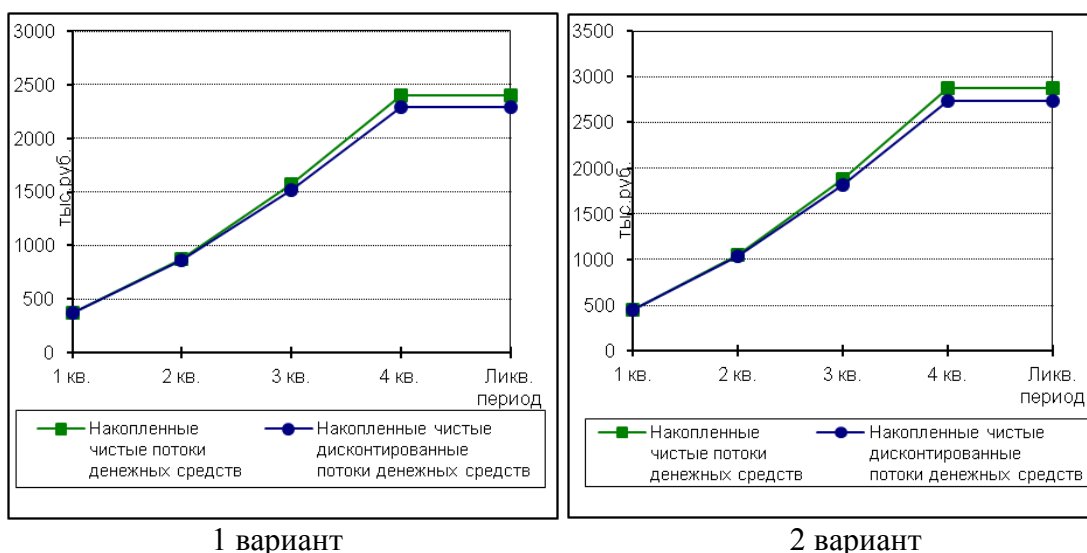 3000
2500
2000
1500
1000
500
0
тыс.руб.
1 кв.
2 кв.
3 кв.
4 кв.
Ликв.
период
Накопленные
чистые потоки
денежных средств
Накопленные чистые
дисконтированные
потоки денежных средств
1 вариант
3500
3000
2500
2000
1500
1000
500
0
тыс.руб.
1 кв.
2 кв.
3 кв.
4 кв.
Ликв.
период
Накопленные
чистые потоки
денежных средств
Накопленные чистые
дисконтированные
потоки денежных средств
2 вариант